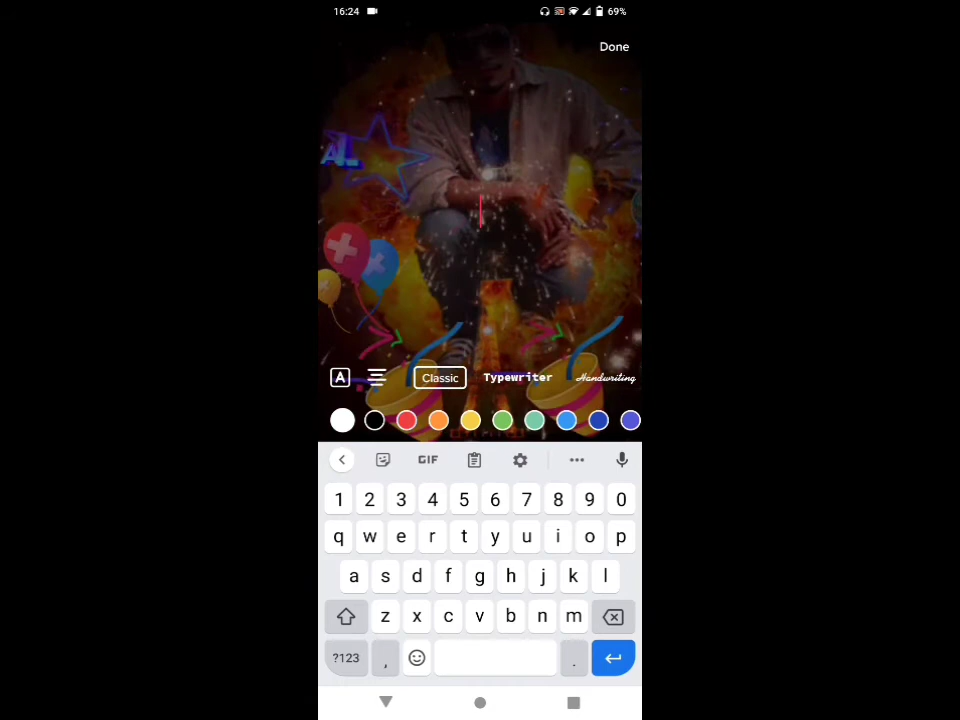 16:24 69%
Done
AL
A Classic Typewriter Handwriting
GIF
1 2 3 4 5 6 7 8 9 0
q w e r t y u i o p
a s d f g h j k l
z x c v b n m
?123 , .